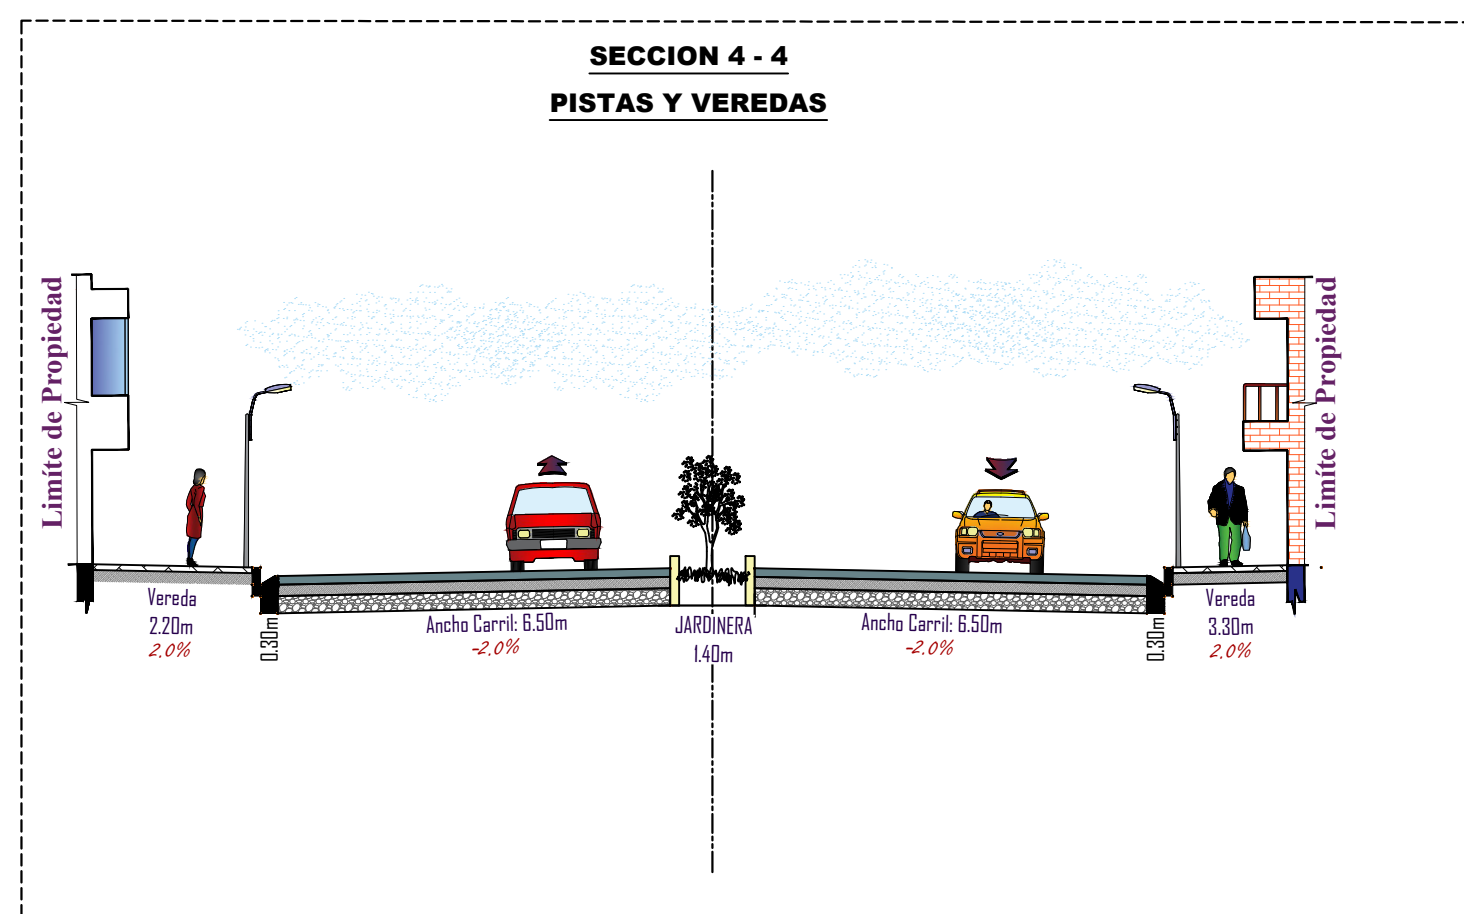 SECCION 4 - 4
PISTAS Y VEREDAS
Limíte de Propiedad
Limíte de Propiedad
Vereda
2.20m
2,0%
0.30m
Ancho Carril: 6.50m
-2,0%
JARDINERA
1.40m
Ancho Carril: 6.50m
-2,0%
0.30m
Vereda
3.30m
2,0%